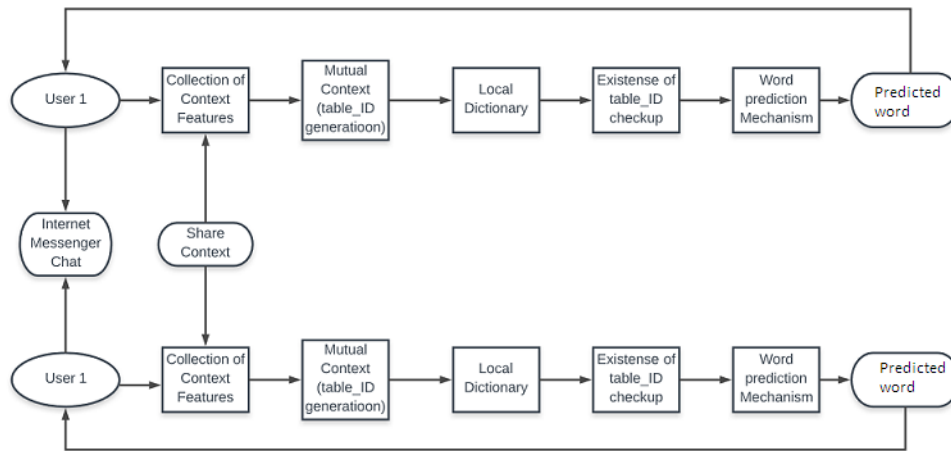 User 1
Collection of
Context
Features
Mutual
Context
(table_ID
generatioon)
Local
Dictionary
Existense of
table_ID
checkup
Word
prediction
Mechanism
Predicted
word
Internet
Messenger
Chat
Share
Context
User 1
Collection of
Context
Features
Mutual
Context
(table_ID
generatioon)
Local
Dictionary
Existense of
table_ID
checkup
Word
prediction
Mechanism
Predicted
word